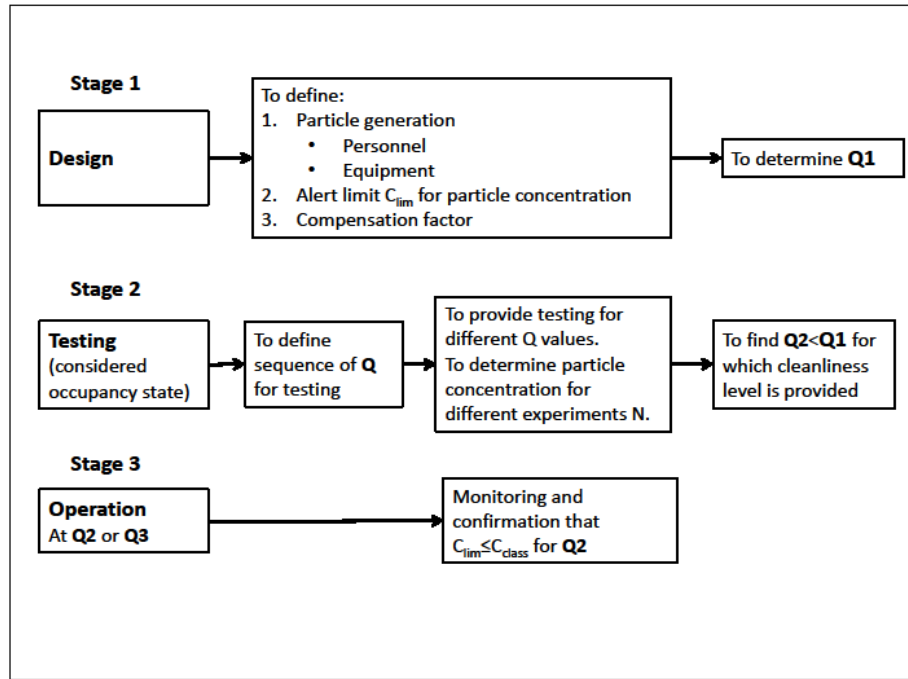 Stage 1
Design
To define:
1. Particle generation
• Personnel
• Equipment
2. Alert limit Clim for particle concentration
3. Compensation factor
To determine Q1
Stage 2
Testing
(considered
occupancy state)
To define
sequence of Q
for testing
To provide testing for
different Q values.
To determine particle
concentration for
different experiments N.
To find Q2<Q1 for
which cleanliness
level is provided
Stage 3
Operation
At Q2 or Q3
Monitoring and
confirmation that
Clim≤Cclass for Q2